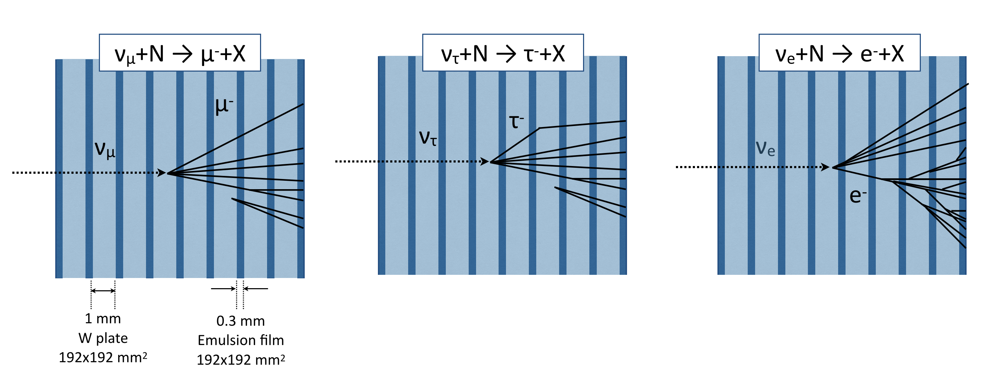 νμ+N → μ⁻+X
ντ+N → τ⁻+X
νe+N → e⁻+X
μ⁻
νμ
τ⁻
ντ
νe
e⁻
1 mm
W plate
192x192 mm²
0.3 mm
Emulsion film
192x192 mm²